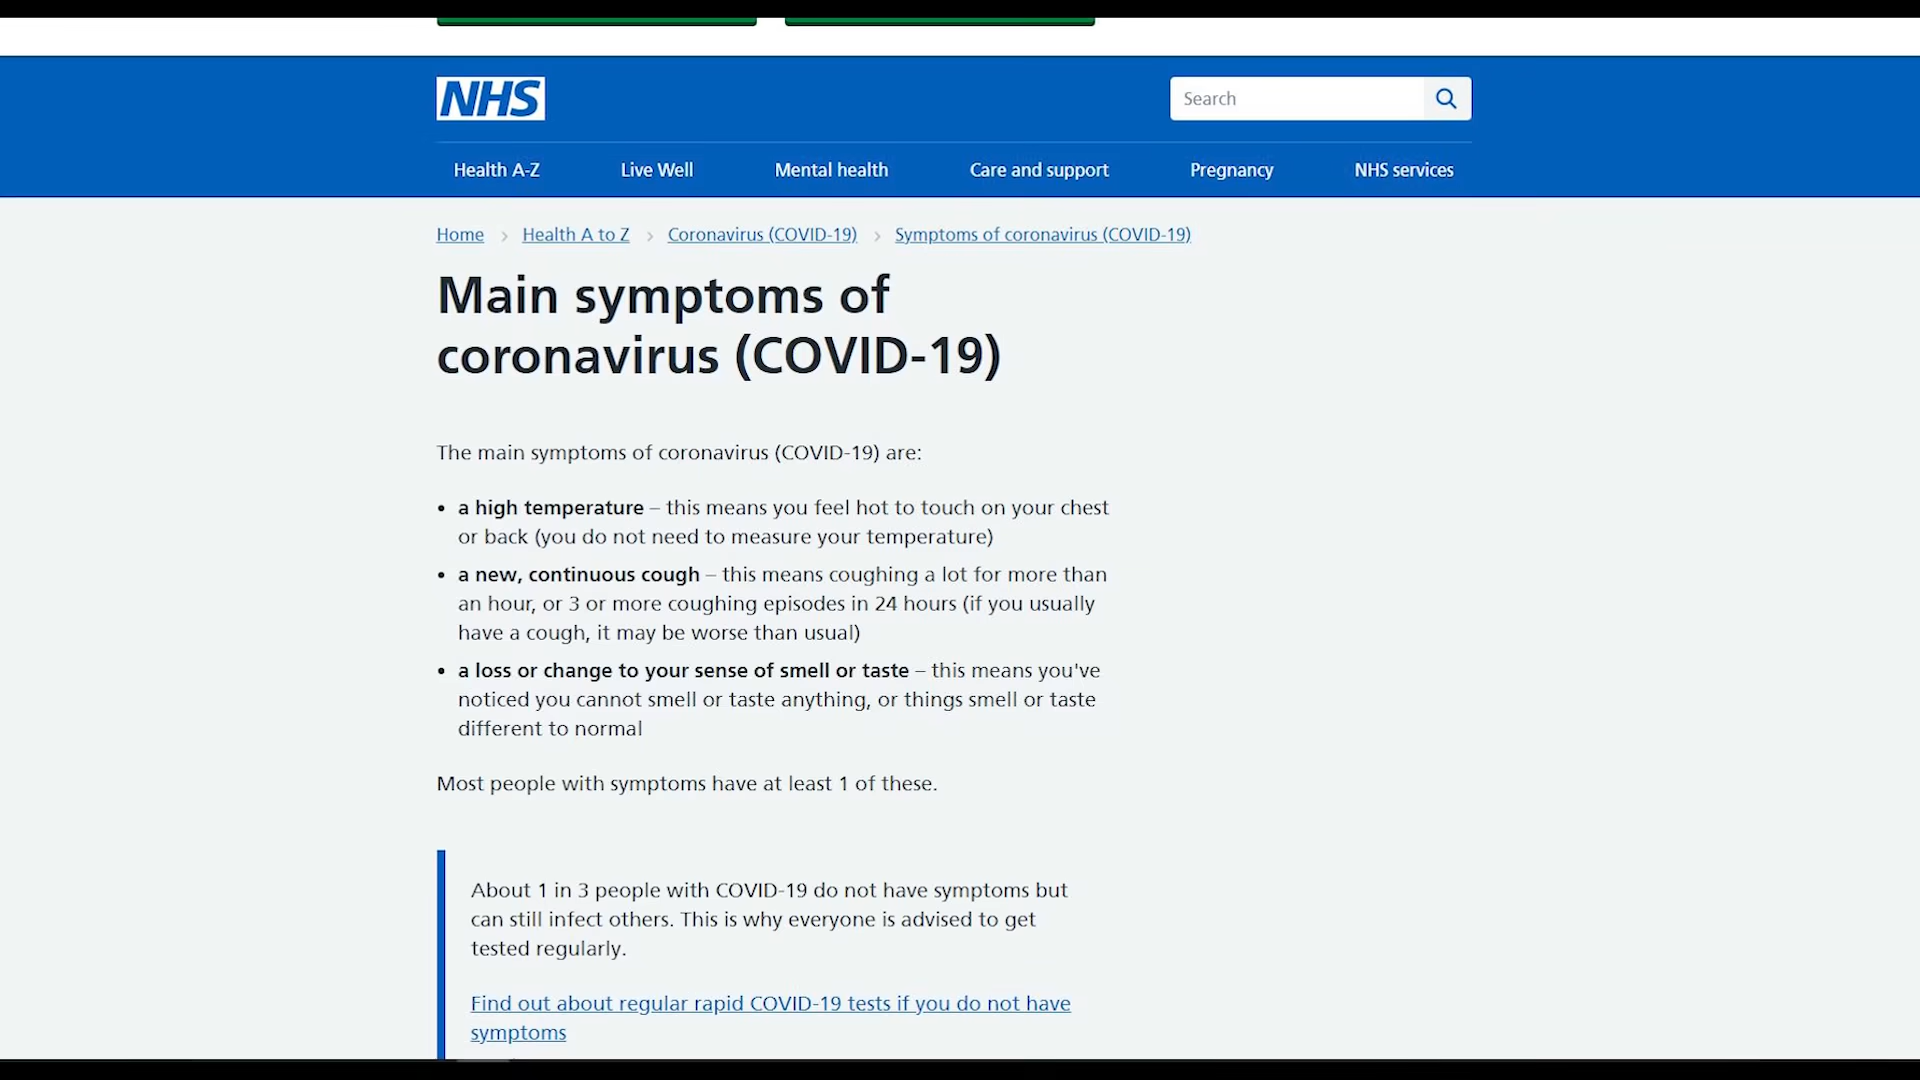 NHS
Search
Health A-Z Live Well Mental health Care and support Pregnancy NHS services
Home > Health A to Z > Coronavirus (COVID-19) > Symptoms of coronavirus (COVID-19)
Main symptoms of
coronavirus (COVID-19)
The main symptoms of coronavirus (COVID-19) are:
• a high temperature – this means you feel hot to touch on your chest
or back (you do not need to measure your temperature)
• a new, continuous cough – this means coughing a lot for more than
an hour, or 3 or more coughing episodes in 24 hours (if you usually
have a cough, it may be worse than usual)
• a loss or change to your sense of smell or taste – this means you've
noticed you cannot smell or taste anything, or things smell or taste
different to normal
Most people with symptoms have at least 1 of these.
About 1 in 3 people with COVID-19 do not have symptoms but
can still infect others. This is why everyone is advised to get
tested regularly.
Find out about regular rapid COVID-19 tests if you do not have
symptoms